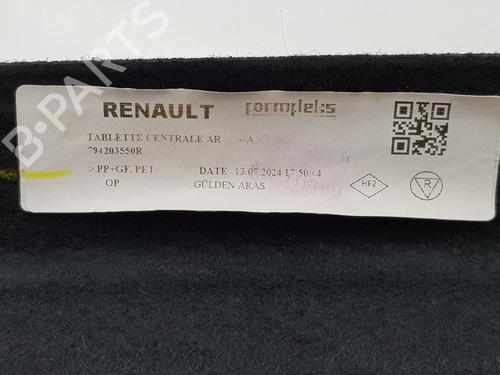 RENAULT formfleks
TABLETTE CENTRALE AR --A
794203550R
>PP+GF. PET< DATE 13.07.2024 17:50:44
OP GÜLDEN ARAS
HF2
R
B-PARTS